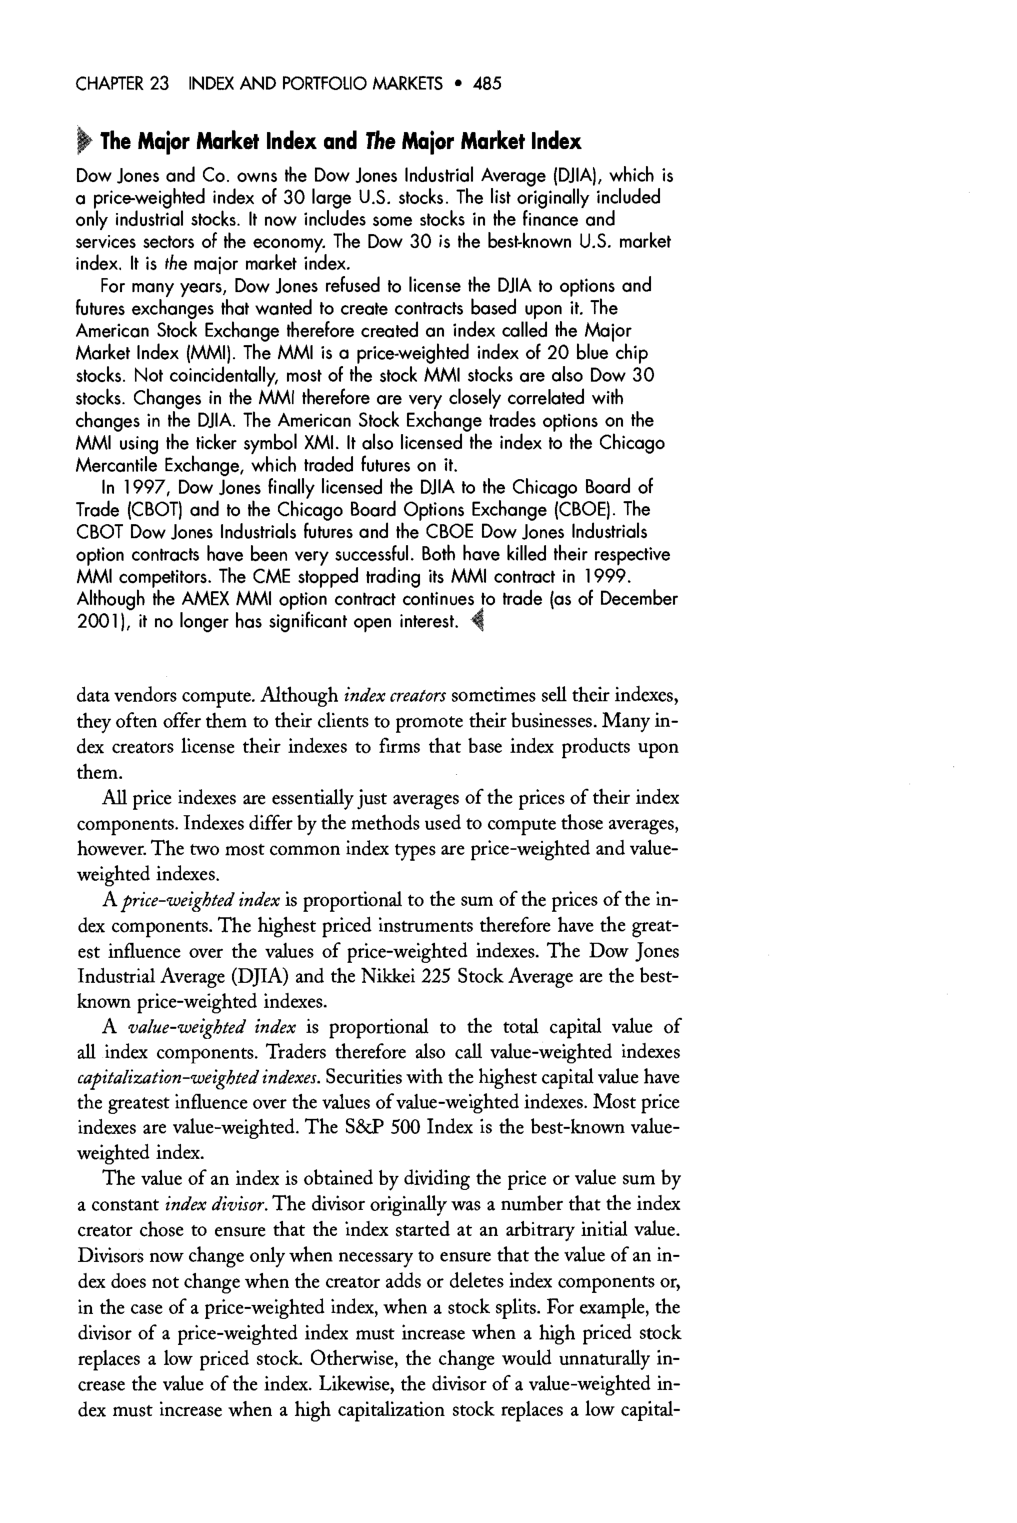 CHAPTER 23 INDEX AND PORTFOLIO MARKETS • 485
The Major Market Index and The Major Market Index
Dow Jones and Co. owns the Dow Jones Industrial Average (DJIA), which is
a price-weighted index of 30 large U.S. stocks. The list originally included
only industrial stocks. It now includes some stocks in the finance and
services sectors of the economy. The Dow 30 is the best-known U.S. market
index. It is the major market index.
For many years, Dow Jones refused to license the DJIA to options and
futures exchanges that wanted to create contracts based upon it. The
American Stock Exchange therefore created an index called the Major
Market Index (MMI). The MMI is a price-weighted index of 20 blue chip
stocks. Not coincidentally, most of the stock MMI stocks are also Dow 30
stocks. Changes in the MMI therefore are very closely correlated with
changes in the DJIA. The American Stock Exchange trades options on the
MMI using the ticker symbol XMI. It also licensed the index to the Chicago
Mercantile Exchange, which traded futures on it.
In 1997, Dow Jones finally licensed the DJIA to the Chicago Board of
Trade (CBOT) and to the Chicago Board Options Exchange (CBOE). The
CBOT Dow Jones Industrials futures and the CBOE Dow Jones Industrials
option contracts have been very successful. Both have killed their respective
MMI competitors. The CME stopped trading its MMI contract in 1999.
Although the AMEX MMI option contract continues to trade (as of December
2001), it no longer has significant open interest.
data vendors compute. Although index creators sometimes sell their indexes,
they often offer them to their clients to promote their businesses. Many in-
dex creators license their indexes to firms that base index products upon
them.
All price indexes are essentially just averages of the prices of their index
components. Indexes differ by the methods used to compute those averages,
however. The two most common index types are price-weighted and value-
weighted indexes.
A price-weighted index is proportional to the sum of the prices of the in-
dex components. The highest priced instruments therefore have the great-
est influence over the values of price-weighted indexes. The Dow Jones
Industrial Average (DJIA) and the Nikkei 225 Stock Average are the best-
known price-weighted indexes.
A value-weighted index is proportional to the total capital value of
all index components. Traders therefore also call value-weighted indexes
capitalization-weighted indexes. Securities with the highest capital value have
the greatest influence over the values of value-weighted indexes. Most price
indexes are value-weighted. The S&P 500 Index is the best-known value-
weighted index.
The value of an index is obtained by dividing the price or value sum by
a constant index divisor. The divisor originally was a number that the index
creator chose to ensure that the index started at an arbitrary initial value.
Divisors now change only when necessary to ensure that the value of an in-
dex does not change when the creator adds or deletes index components or,
in the case of a price-weighted index, when a stock splits. For example, the
divisor of a price-weighted index must increase when a high priced stock
replaces a low priced stock. Otherwise, the change would unnaturally in-
crease the value of the index. Likewise, the divisor of a value-weighted in-
dex must increase when a high capitalization stock replaces a low capital-